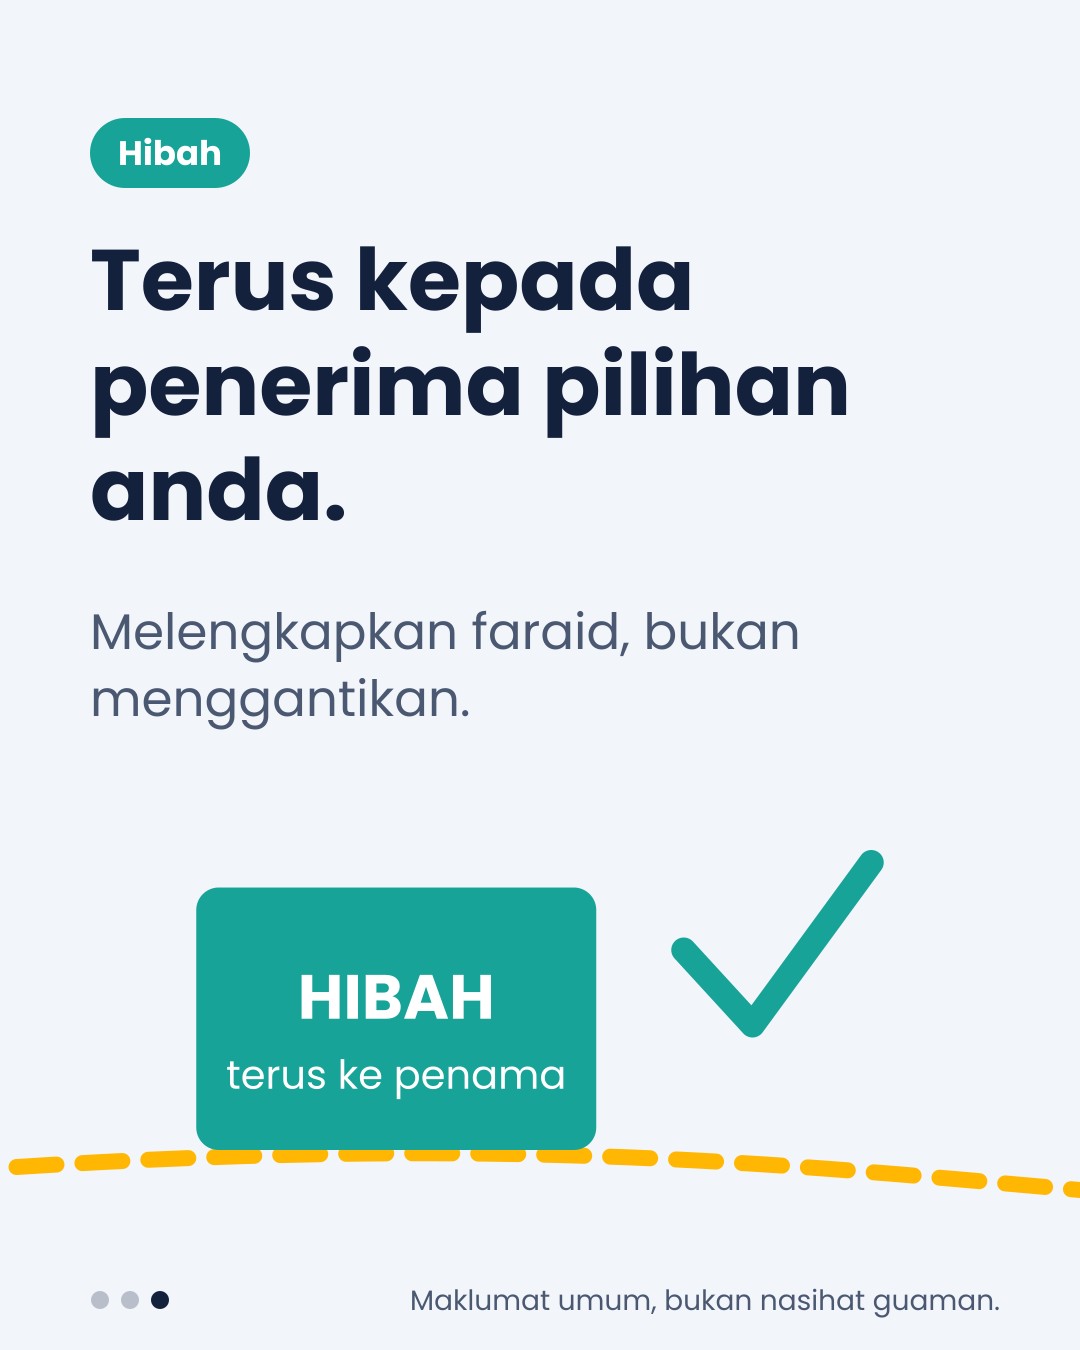 Hibah
Terus kepada
penerima pilihan
anda.
Melengkapkan faraid, bukan
menggantikan.
HIBAH
terus ke penama
Maklumat umum, bukan nasihat guaman.